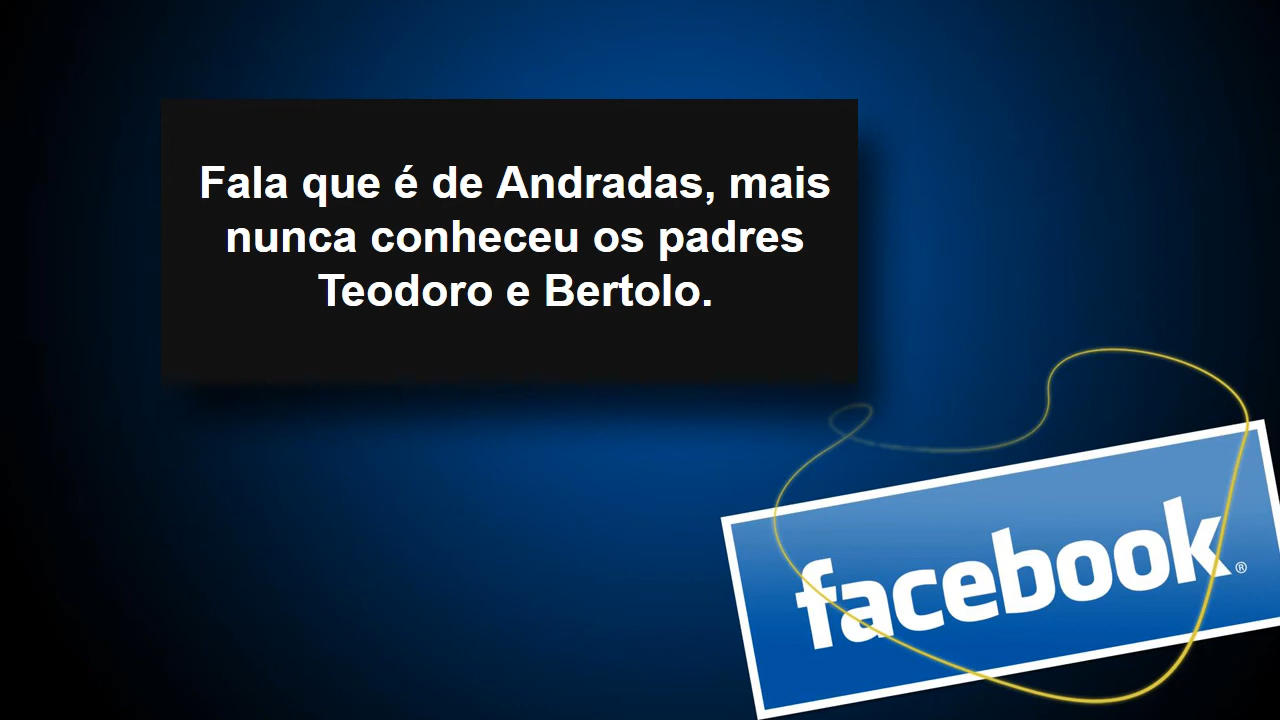 Fala que é de Andradas, mais
nunca conheceu os padres
Teodoro e Bertolo.
facebook®